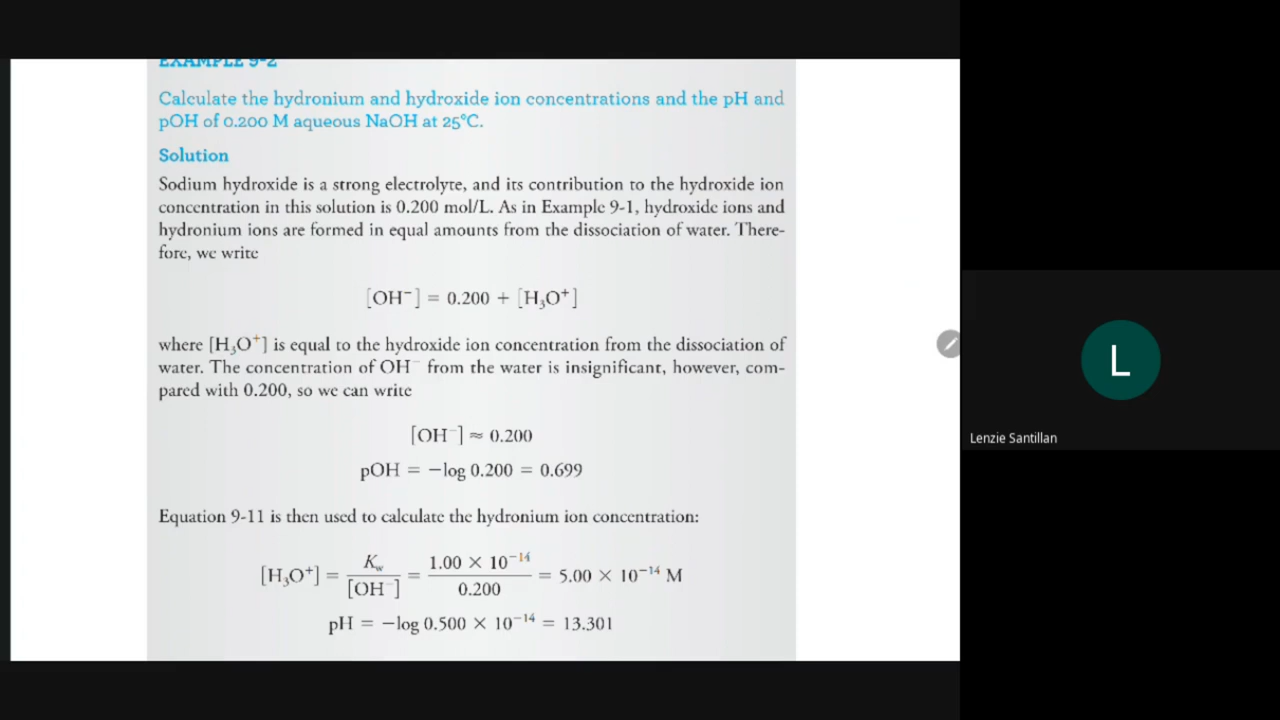 EXAMPLE 9-2
Calculate the hydronium and hydroxide ion concentrations and the pH and
pOH of 0.200 M aqueous NaOH at 25°C.
Solution
Sodium hydroxide is a strong electrolyte, and its contribution to the hydroxide ion
concentration in this solution is 0.200 mol/L. As in Example 9-1, hydroxide ions and
hydronium ions are formed in equal amounts from the dissociation of water. There-
fore, we write
[OH⁻] = 0.200 + [H₃O⁺]
where [H₃O⁺] is equal to the hydroxide ion concentration from the dissociation of
water. The concentration of OH⁻ from the water is insignificant, however, com-
pared with 0.200, so we can write
[OH⁻] ≈ 0.200
pOH = −log 0.200 = 0.699
Equation 9-11 is then used to calculate the hydronium ion concentration:
[H₃O⁺] = K_w/[OH⁻] = 1.00 × 10⁻¹⁴/0.200 = 5.00 × 10⁻¹⁴ M
pH = −log 0.500 × 10⁻¹⁴ = 13.301
L
Lenzie Santillan